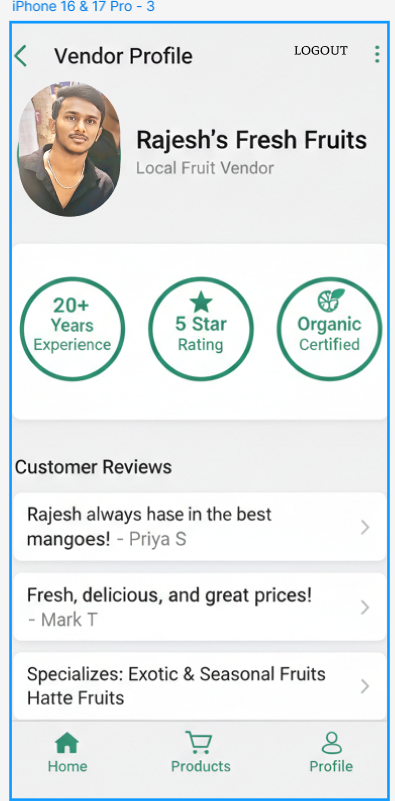 iPhone 16 & 17 Pro - 3
Vendor Profile
LOGOUT
Rajesh's Fresh Fruits
Local Fruit Vendor
20+
Years
Experience
5 Star
Rating
Organic
Certified
Customer Reviews
Rajesh always hase in the best
mangoes! - Priya S
Fresh, delicious, and great prices!
- Mark T
Specializes: Exotic & Seasonal Fruits
Hatte Fruits
Home
Products
Profile